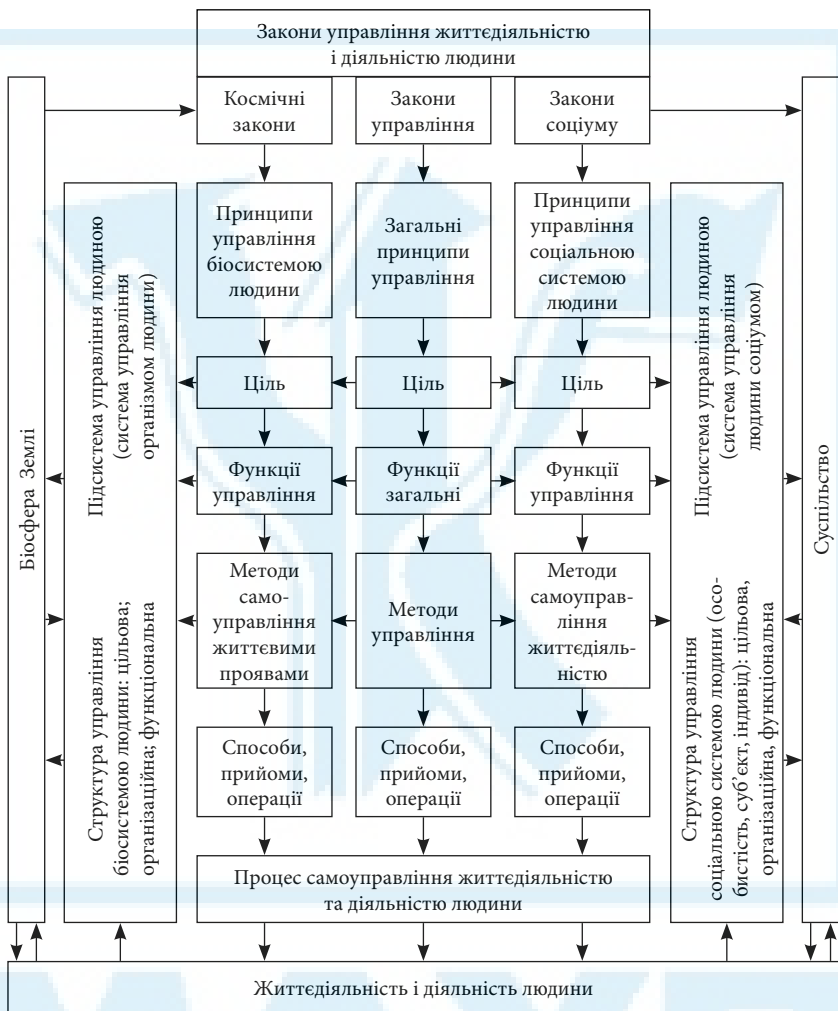 Закони управління життєдіяльністю
і діяльністю людини
Космічні
закони
Закони
управління
Закони
соціуму
Принципи
управління
біосистемою
людини
Загальні
принципи
управління
Принципи
управління
соціальною
системою
людини
Ціль
Ціль
Ціль
Функції
управління
Функції
загальні
Функції
управління
Методи
само-
управління
життєвими
проявами
Методи
управління
Методи
самоуправ-
ління
життєдіяль-
ністю
Способи,
прийоми,
операції
Способи,
прийоми,
операції
Способи,
прийоми,
операції
Процес самоуправління життєдіяльністю
та діяльністю людини
Біосфера Землі
Підсистема управління людиною
(система управління
організмом людини)
Структура управління
біосистемою людини: цільова;
організаційна; функціональна
Підсистема управління людиною
(система управління
людини соціумом)
Структура управління
соціальною системою людини (осо-
бистість, суб’єкт, індивід): цільова,
організаційна, функціональна
Суспільство
Життєдіяльність і діяльність людини